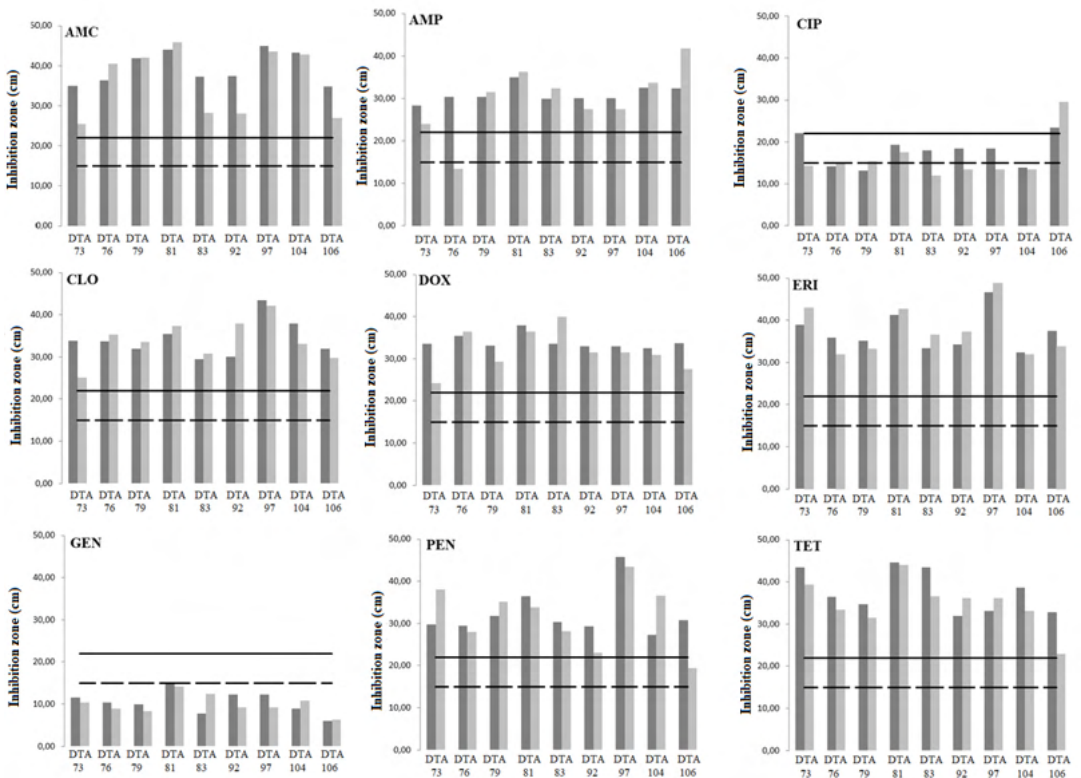 AMC
Inhibition zone (cm)
50,00
40,00
30,00
20,00
10,00
0,00
DTA DTA DTA DTA DTA DTA DTA DTA DTA
73 76 79 81 83 92 97 104 106
AMP
Inhibition zone (cm)
50,00
40,00
30,00
20,00
10,00
0,00
DTA DTA DTA DTA DTA DTA DTA DTA DTA
73 76 79 81 83 92 97 104 106
CIP
Inhibition zone (cm)
50,00
40,00
30,00
20,00
10,00
0,00
DTA DTA DTA DTA DTA DTA DTA DTA DTA
73 76 79 81 83 92 97 104 106
CLO
Inhibition zone (cm)
50,00
40,00
30,00
20,00
10,00
0,00
DTA DTA DTA DTA DTA DTA DTA DTA DTA
73 76 79 81 83 92 97 104 106
DOX
Inhibition zone (cm)
50,00
40,00
30,00
20,00
10,00
0,00
DTA DTA DTA DTA DTA DTA DTA DTA DTA
73 76 79 81 83 92 97 104 106
ERI
Inhibition zone (cm)
50,00
40,00
30,00
20,00
10,00
0,00
DTA DTA DTA DTA DTA DTA DTA DTA DTA
73 76 79 81 83 92 97 104 106
GEN
Inhibition zone (cm)
50,00
40,00
30,00
20,00
10,00
0,00
DTA DTA DTA DTA DTA DTA DTA DTA DTA
73 76 79 81 83 92 97 104 106
PEN
Inhibition zone (cm)
50,00
40,00
30,00
20,00
10,00
0,00
DTA DTA DTA DTA DTA DTA DTA DTA DTA
73 76 79 81 83 92 97 104 106
TET
Inhibition zone (cm)
50,00
40,00
30,00
20,00
10,00
0,00
DTA DTA DTA DTA DTA DTA DTA DTA DTA
73 76 79 81 83 92 97 104 106